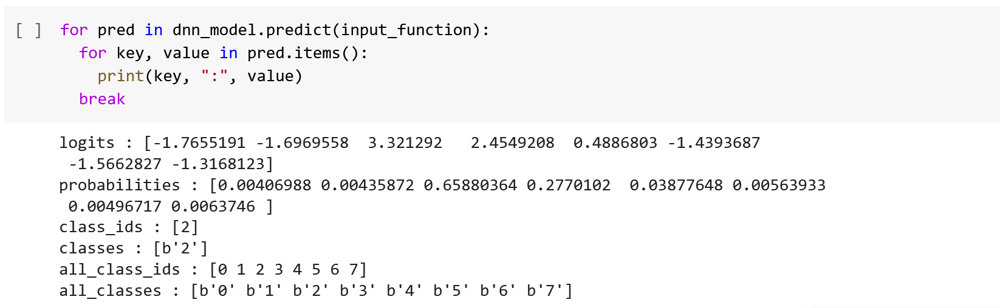 [ ] for pred in dnn_model.predict(input_function):
for key, value in pred.items():
print(key, ":", value)
break
logits : [-1.7655191 -1.6969558  3.321292   2.4549208  0.4886803 -1.4393687
-1.5662827 -1.3168123]
probabilities : [0.00406988 0.00435872 0.65880364 0.2770102  0.03877648 0.00563933
0.00496717 0.0063746 ]
class_ids : [2]
classes : [b'2']
all_class_ids : [0 1 2 3 4 5 6 7]
all_classes : [b'0' b'1' b'2' b'3' b'4' b'5' b'6' b'7']